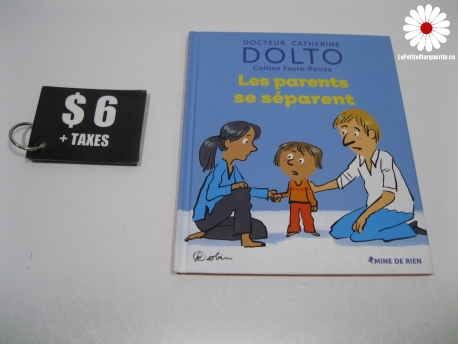 LaPetiteMarguerite.ca
$ 6
+ TAXES
DOCTEUR CATHERINE
DOLTO
Colline Faure-Poirée
Les parents
se séparent
Robin
MINE DE RIEN